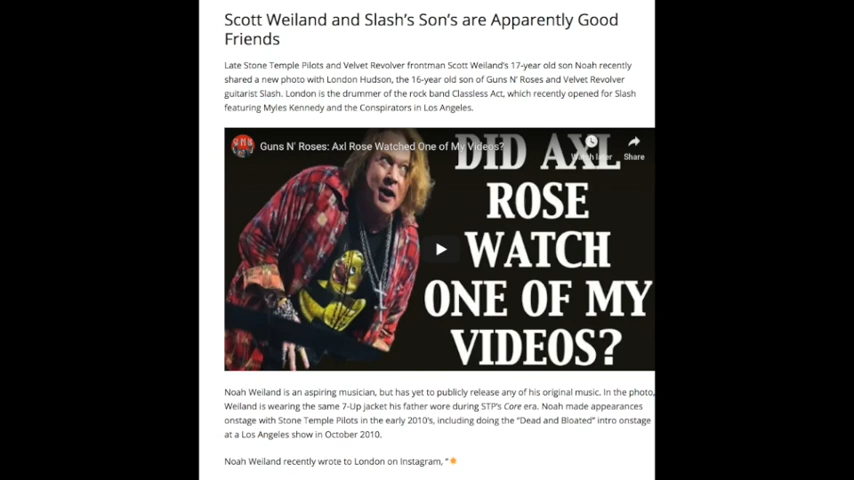 Scott Weiland and Slash's Son's are Apparently Good
Friends
Late Stone Temple Pilots and Velvet Revolver frontman Scott Weiland's 17-year old son Noah recently
shared a new photo with London Hudson, the 16-year old son of Guns N' Roses and Velvet Revolver
guitarist Slash. London is the drummer of the rock band Classless Act, which recently opened for Slash
featuring Myles Kennedy and the Conspirators in Los Angeles.
Guns N' Roses: Axl Rose Watched One of My Videos?
Watch later
Share
DID AXL
ROSE
WATCH
ONE OF MY
VIDEOS?
Noah Weiland is an aspiring musician, but has yet to publicly release any of his original music. In the photo,
Weiland is wearing the same 7-Up jacket his father wore during STP's Core era. Noah made appearances
onstage with Stone Temple Pilots in the early 2010's, including doing the "Dead and Bloated" intro onstage
at a Los Angeles show in October 2010.
Noah Weiland recently wrote to London on Instagram, "